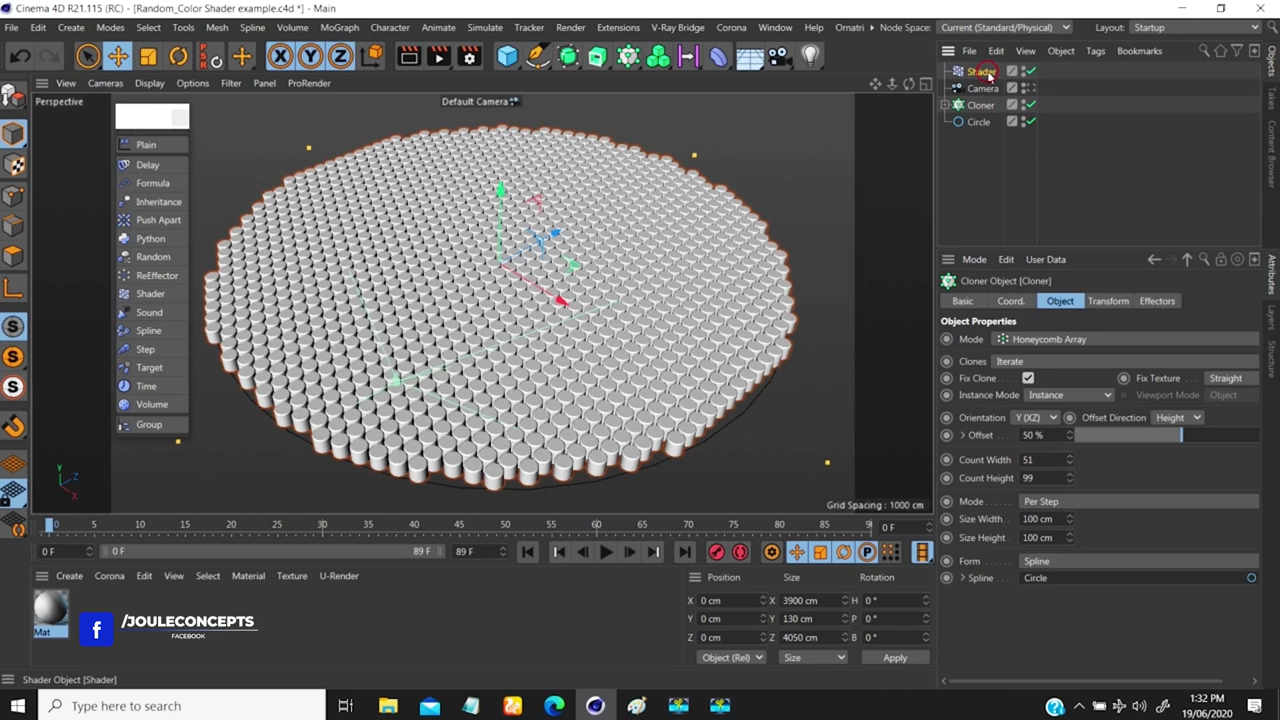 Cinema 4D R21.115 (RC) - [Random_Color Shader example.c4d *] - Main
File Edit Create Modes Select Tools Mesh Spline Volume MoGraph Character Animate Simulate Tracker Render Extensions V-Ray Bridge Corona Window Help Ornatri Node Space: Current (Standard/Physical) Layout: Startup
PSR X Y Z
File Edit View Object Tags Bookmarks
View Cameras Display Options Filter Panel ProRender
Perspective
Default Camera
Shader
Camera
Cloner
Circle
Plain
Delay
Formula
Inheritance
Push Apart
Python
Random
ReEffector
Shader
Sound
Spline
Step
Target
Time
Volume
Group
Y
Z
X
Grid Spacing : 1000 cm
Mode Edit User Data
Cloner Object [Cloner]
Basic Coord. Object Transform Effectors
Object Properties
Mode Honeycomb Array
Clones Iterate
Fix Clone Fix Texture Straight
Instance Mode Instance Viewport Mode Object
Orientation Y (XZ) Offset Direction Height
Offset 50 %
Count Width 51
Count Height 99
Mode Per Step
Size Width 100 cm
Size Height 100 cm
Form Spline
Spline Circle
Objects
Takes
Content Browser
Attributes
Layers
Structure
0 5 10 15 20 25 30 35 40 45 50 55 60 65 70 75 80 85 0 F
0 F 0 F 89 F 89 F
Create Corona Edit View Select Material Texture U-Render
Mat
f /JOULECONCEPTS
FACEBOOK
Position Size Rotation
X 0 cm X 3900 cm H 0 °
Y 0 cm Y 130 cm P 0 °
Z 0 cm Z 4050 cm B 0 °
Object (Rel) Size Apply
Shader Object [Shader]
Type here to search
1:32 PM
19/06/2020